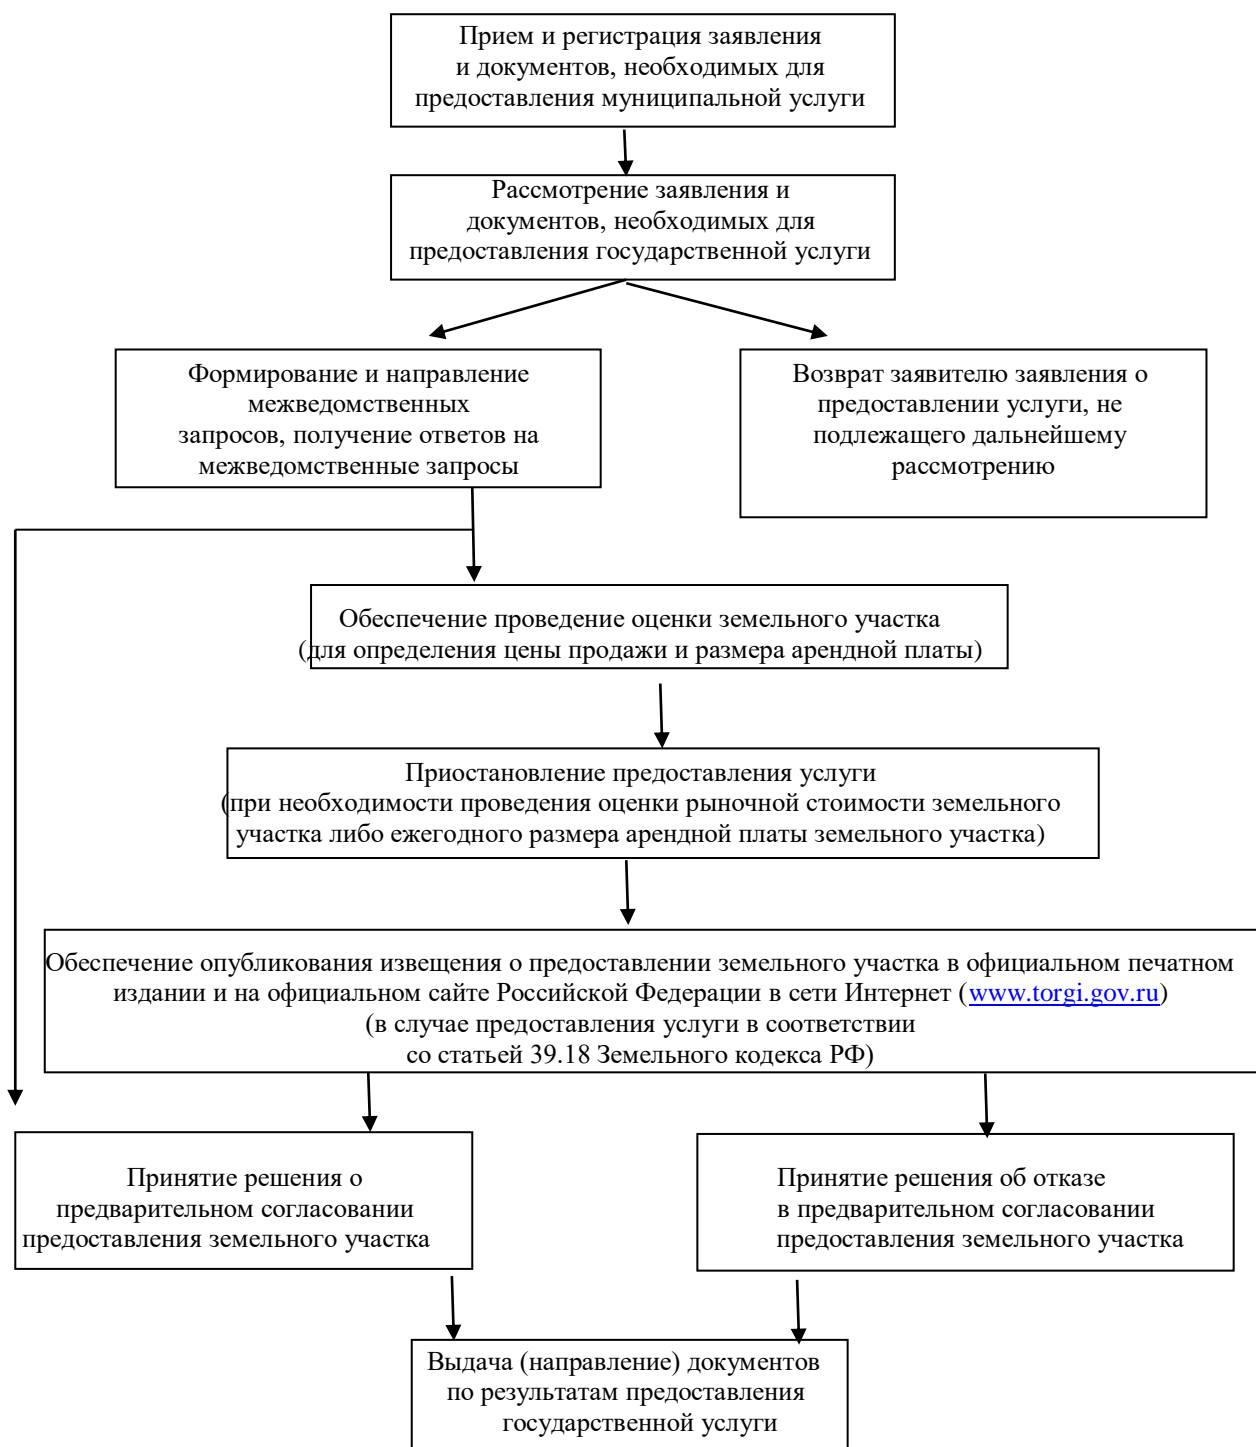 Прием и регистрация заявления
и документов, необходимых для
предоставления муниципальной услуги
Рассмотрение заявления и
документов, необходимых для
предоставления государственной услуги
Формирование и направление
межведомственных
запросов, получение ответов на
межведомственные запросы
Возврат заявителю заявления о
предоставлении услуги, не
подлежащего дальнейшему
рассмотрению
Обеспечение проведение оценки земельного участка
(для определения цены продажи и размера арендной платы)
Приостановление предоставления услуги
(при необходимости проведения оценки рыночной стоимости земельного
участка либо ежегодного размера арендной платы земельного участка)
Обеспечение опубликования извещения о предоставлении земельного участка в официальном печатном
издании и на официальном сайте Российской Федерации в сети Интернет (www.torgi.gov.ru)
(в случае предоставления услуги в соответствии
со статьей 39.18 Земельного кодекса РФ)
Принятие решения о
предварительном согласовании
предоставления земельного участка
Принятие решения об отказе
в предварительном согласовании
предоставления земельного участка
Выдача (направление) документов
по результатам предоставления
государственной услуги